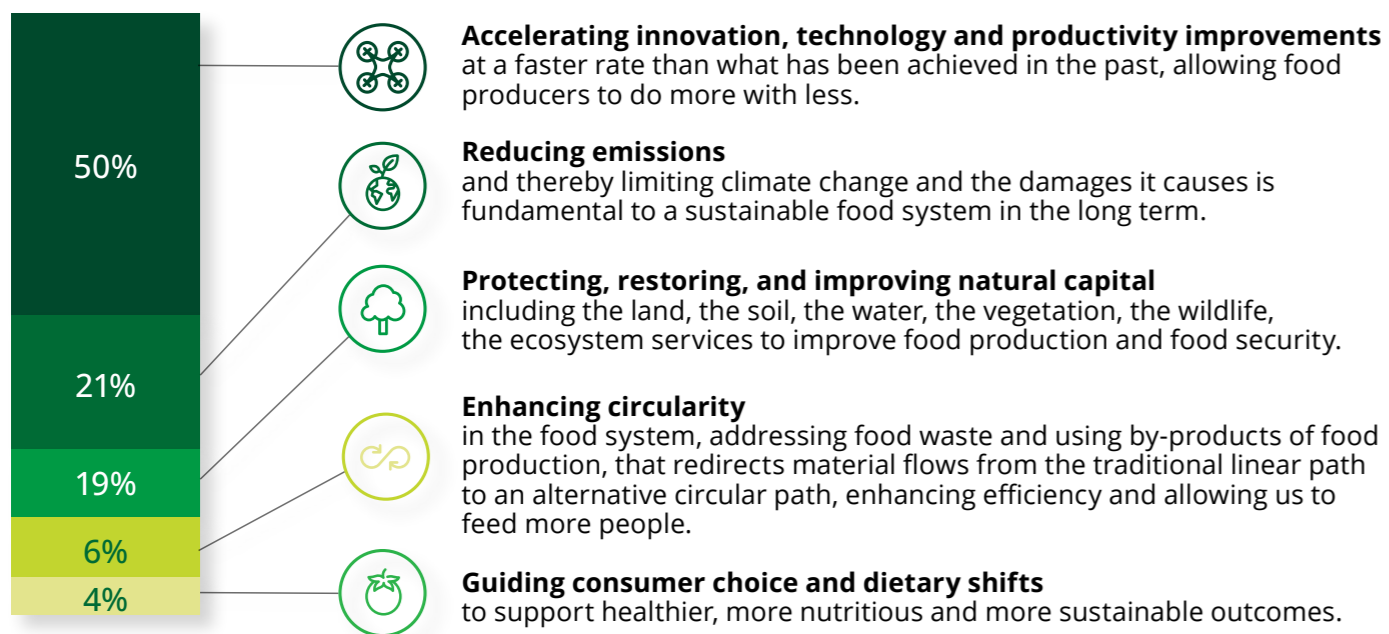 50%
21%
19%
6%
4%
Accelerating innovation, technology and productivity improvements
at a faster rate than what has been achieved in the past, allowing food
producers to do more with less.
Reducing emissions
and thereby limiting climate change and the damages it causes is
fundamental to a sustainable food system in the long term.
Protecting, restoring, and improving natural capital
including the land, the soil, the water, the vegetation, the wildlife,
the ecosystem services to improve food production and food security.
Enhancing circularity
in the food system, addressing food waste and using by-products of food
production, that redirects material flows from the traditional linear path
to an alternative circular path, enhancing efficiency and allowing us to
feed more people.
Guiding consumer choice and dietary shifts
to support healthier, more nutritious and more sustainable outcomes.